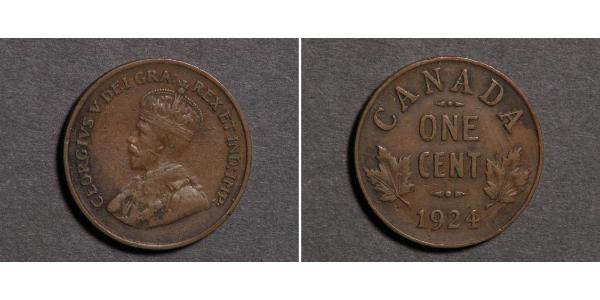 GEORGIVS V DEI GRA: REX ET IND:IMP:
CANADA
ONE
CENT
1924